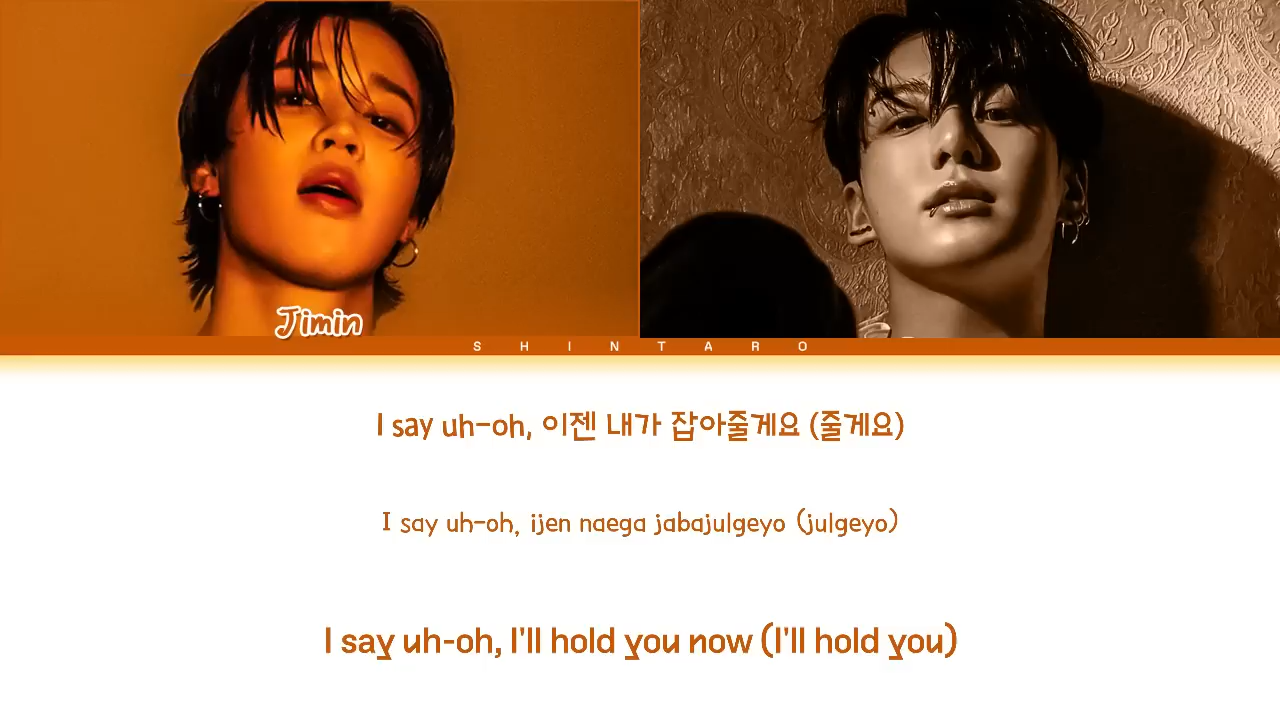 Jimin
SHINTARO
I say uh-oh, 이젠 내가 잡아줄게요 (줄게요)
I say uh-oh, ijen naega jabajulgeyo (julgeyo)
I say uh-oh, I'll hold you now (I'll hold you)